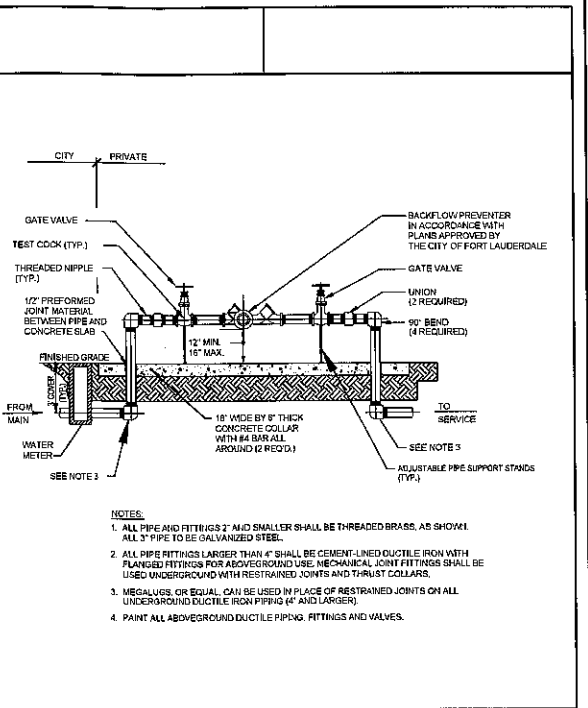 CITY PRIVATE
GATE VALVE
TEST COCK (TYP.)
THREADED NIPPLE
(TYP.)
1/2" PREFORMED
JOINT MATERIAL
BETWEEN PIPE AND
CONCRETE SLAB
FINISHED GRADE
3' COVER
(TYP.)
FROM
MAIN
WATER
METER
SEE NOTE 3
12" MIN.
16" MAX.
BACKFLOW PREVENTER
IN ACCORDANCE WITH
PLANS APPROVED BY
THE CITY OF FORT LAUDERDALE
GATE VALVE
UNION
(2 REQUIRED)
90° BEND
(4 REQUIRED)
18" WIDE BY 6" THICK
CONCRETE COLLAR
WITH #4 BAR ALL
AROUND (2 REQ'D.)
TO
SERVICE
SEE NOTE 3
ADJUSTABLE PIPE SUPPORT STANDS
(TYP.)
NOTES:
1. ALL PIPE AND FITTINGS 2" AND SMALLER SHALL BE THREADED BRASS, AS SHOWN.
ALL 3" PIPE TO BE GALVANIZED STEEL.
2. ALL PIPE FITTINGS LARGER THAN 4" SHALL BE CEMENT-LINED DUCTILE IRON WITH
FLANGED FITTINGS FOR ABOVEGROUND USE. MECHANICAL JOINT FITTINGS SHALL BE
USED UNDERGROUND WITH RESTRAINED JOINTS AND THRUST COLLARS.
3. MEGALUGS, OR EQUAL, CAN BE USED IN PLACE OF RESTRAINED JOINTS ON ALL
UNDERGROUND DUCTILE IRON PIPING (4" AND LARGER).
4. PAINT ALL ABOVEGROUND DUCTILE PIPING, FITTINGS AND VALVES.